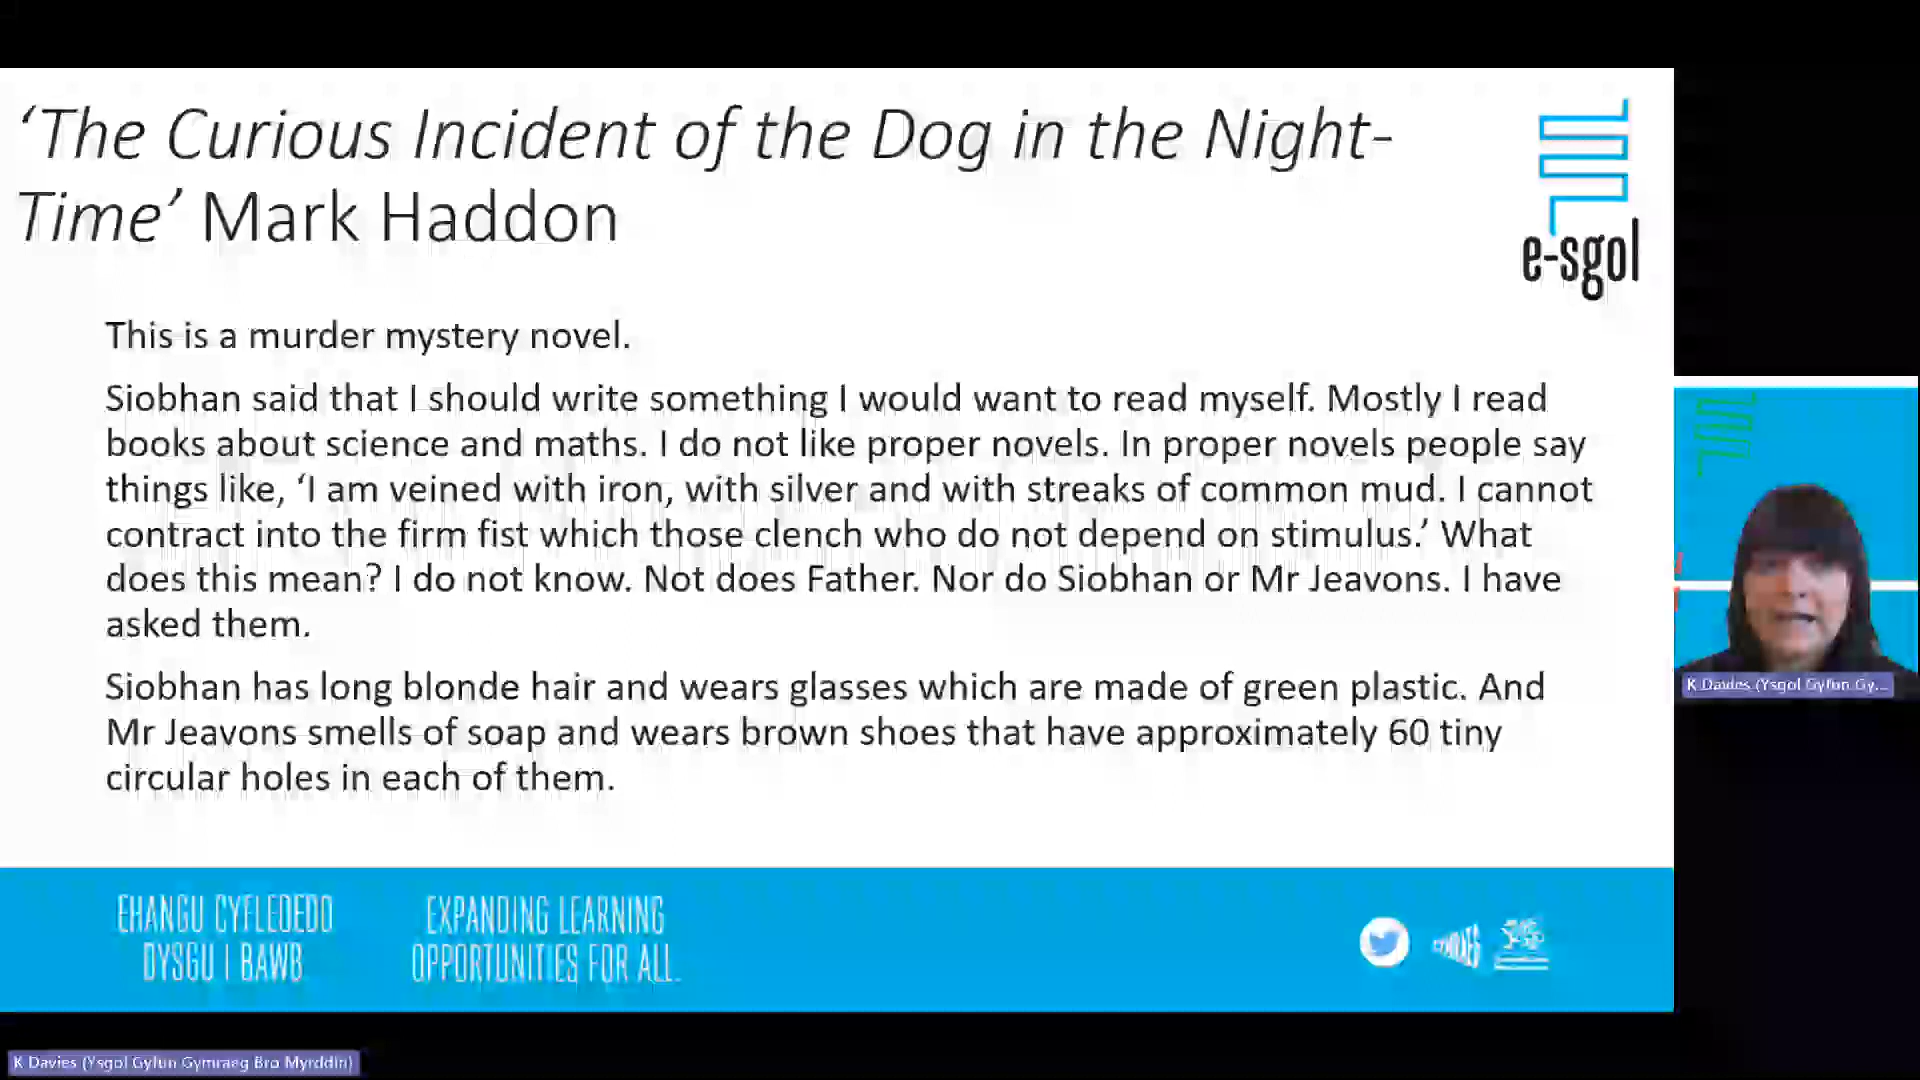 ‘The Curious Incident of the Dog in the Night-
Time’ Mark Haddon
e-sgol
This is a murder mystery novel.
Siobhan said that I should write something I would want to read myself. Mostly I read
books about science and maths. I do not like proper novels. In proper novels people say
things like, ‘I am veined with iron, with silver and with streaks of common mud. I cannot
contract into the firm fist which those clench who do not depend on stimulus.’ What
does this mean? I do not know. Not does Father. Nor do Siobhan or Mr Jeavons. I have
asked them.
Siobhan has long blonde hair and wears glasses which are made of green plastic. And
Mr Jeavons smells of soap and wears brown shoes that have approximately 60 tiny
circular holes in each of them.
K Davies (Ysgol Gyfun Gy...
EHANGU CYFLEOEDD
DYSGU I BAWB
EXPANDING LEARNING
OPPORTUNITIES FOR ALL.
CYMRAEG
K Davies (Ysgol Gyfun Gymraeg Bro Myrddin)